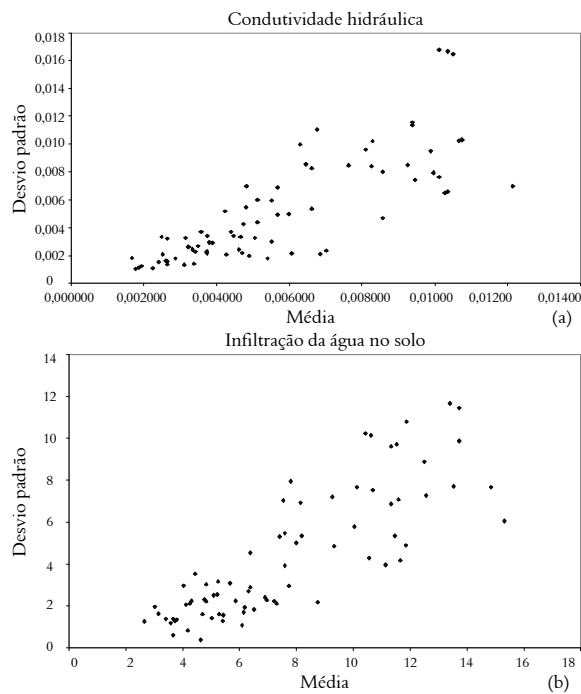 Condutividade hidráulica
0,018
0,016
0,014
0,012
0,010
0,008
0,006
0,004
0,002
0
Desvio padrão
0,000000 0,002000 0,004000 0,006000 0,008000 0,01000 0,01200 0,01400
Média
(a)
Infiltração da água no solo
14
12
10
8
6
4
2
0
Desvio padrão
0 2 4 6 8 10 12 14 16 18
Média
(b)